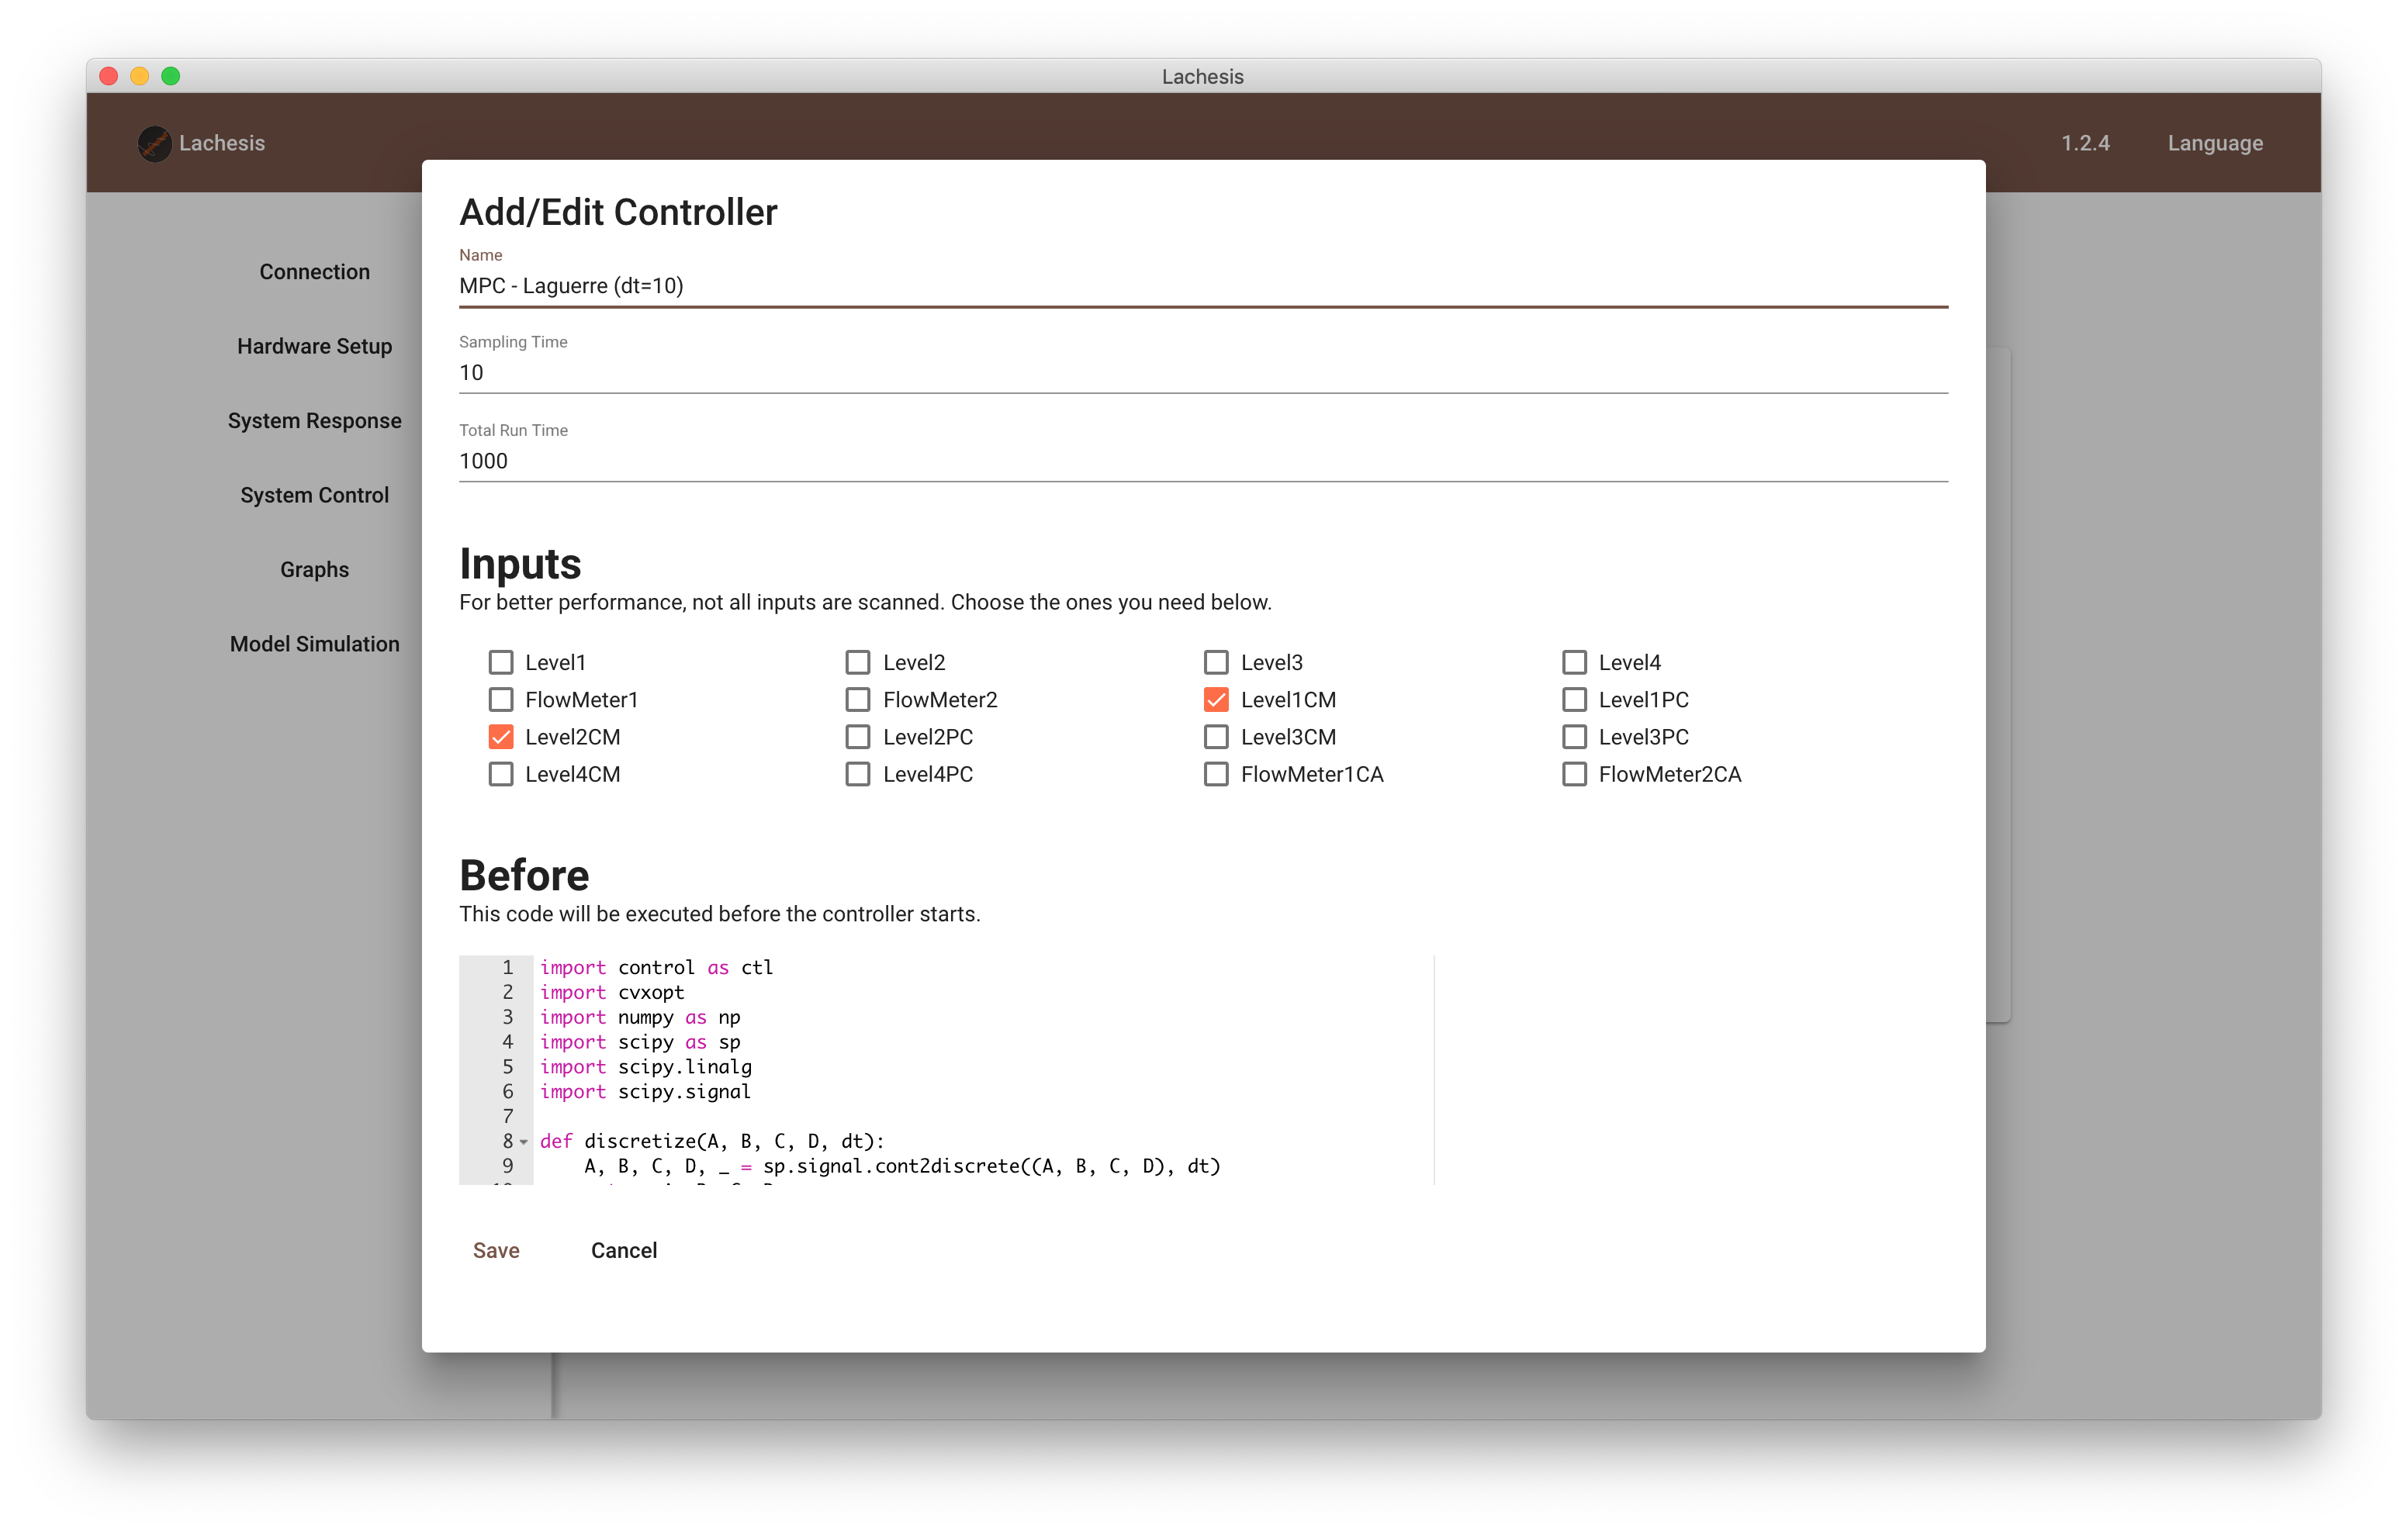 Lachesis
Lachesis
1.2.4
Language
Connection
Hardware Setup
System Response
System Control
Graphs
Model Simulation
Add/Edit Controller
Name
MPC - Laguerre (dt=10)
Sampling Time
10
Total Run Time
1000
Inputs
For better performance, not all inputs are scanned. Choose the ones you need below.
Level1 Level2 Level3 Level4
FlowMeter1 FlowMeter2 Level1CM Level1PC
Level2CM Level2PC Level3CM Level3PC
Level4CM Level4PC FlowMeter1CA FlowMeter2CA
Before
This code will be executed before the controller starts.
1 import control as ctl
2 import cvxopt
3 import numpy as np
4 import scipy as sp
5 import scipy.linalg
6 import scipy.signal
7
8 def discretize(A, B, C, D, dt):
9     A, B, C, D, _ = sp.signal.cont2discrete((A, B, C, D), dt)
Save
Cancel